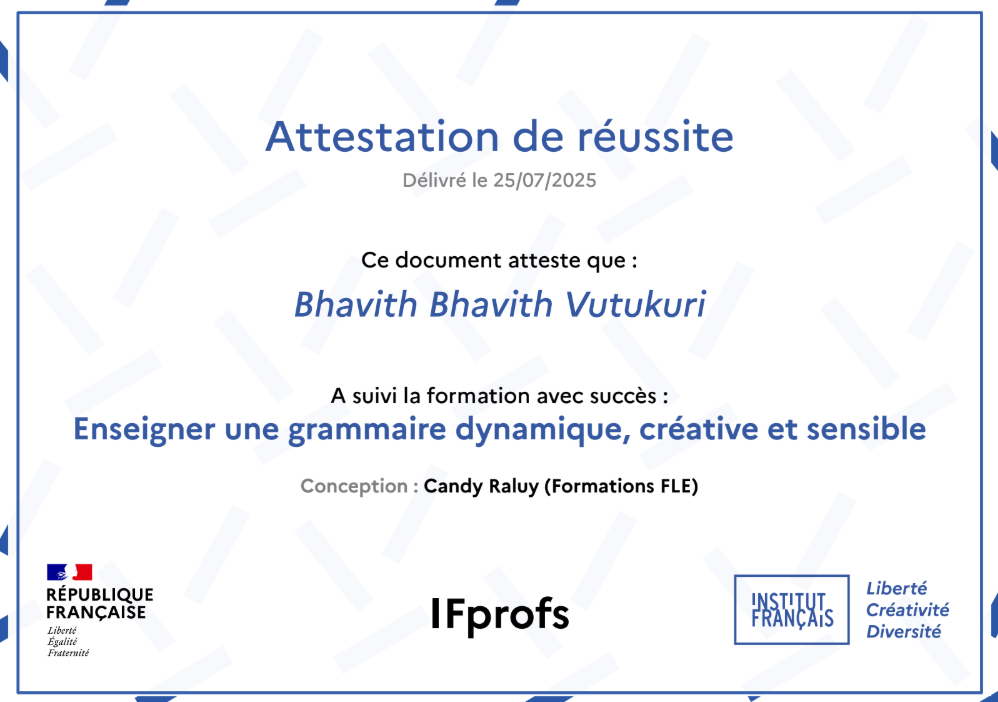 Attestation de réussite
Délivré le 25/07/2025
Ce document atteste que :
Bhavith Bhavith Vutukuri
A suivi la formation avec succès :
Enseigner une grammaire dynamique, créative et sensible
Conception : Candy Raluy (Formations FLE)
RÉPUBLIQUE
FRANÇAISE
Liberté
Égalité
Fraternité
IFprofs
INSTITUT
FRANÇAIS
Liberté
Créativité
Diversité